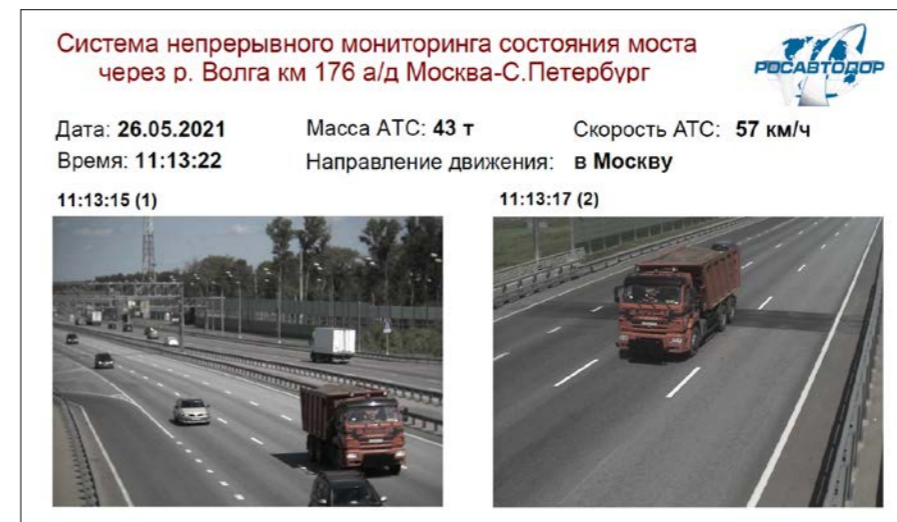 Система непрерывного мониторинга состояния моста
через р. Волга км 176 а/д Москва-С.Петербург
РОСАВТОДОР
Дата: 26.05.2021 Масса АТС: 43 т Скорость АТС: 57 км/ч
Время: 11:13:22 Направление движения: в Москву
11:13:15 (1) 11:13:17 (2)